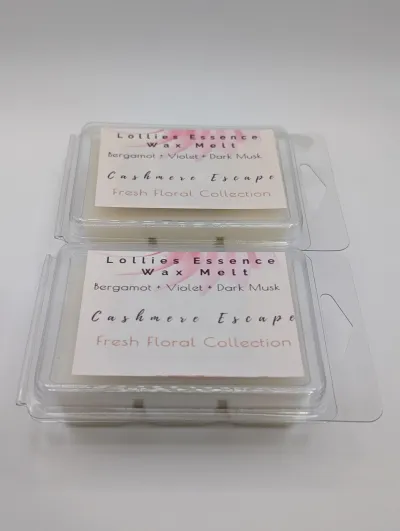 Lollies Essence
Wax Melt
Bergamot • Violet • Dark Musk
Cashmere Escape
Fresh Floral Collection
Lollies Essence
Wax Melt
Bergamot • Violet • Dark Musk
Cashmere Escape
Fresh Floral Collection